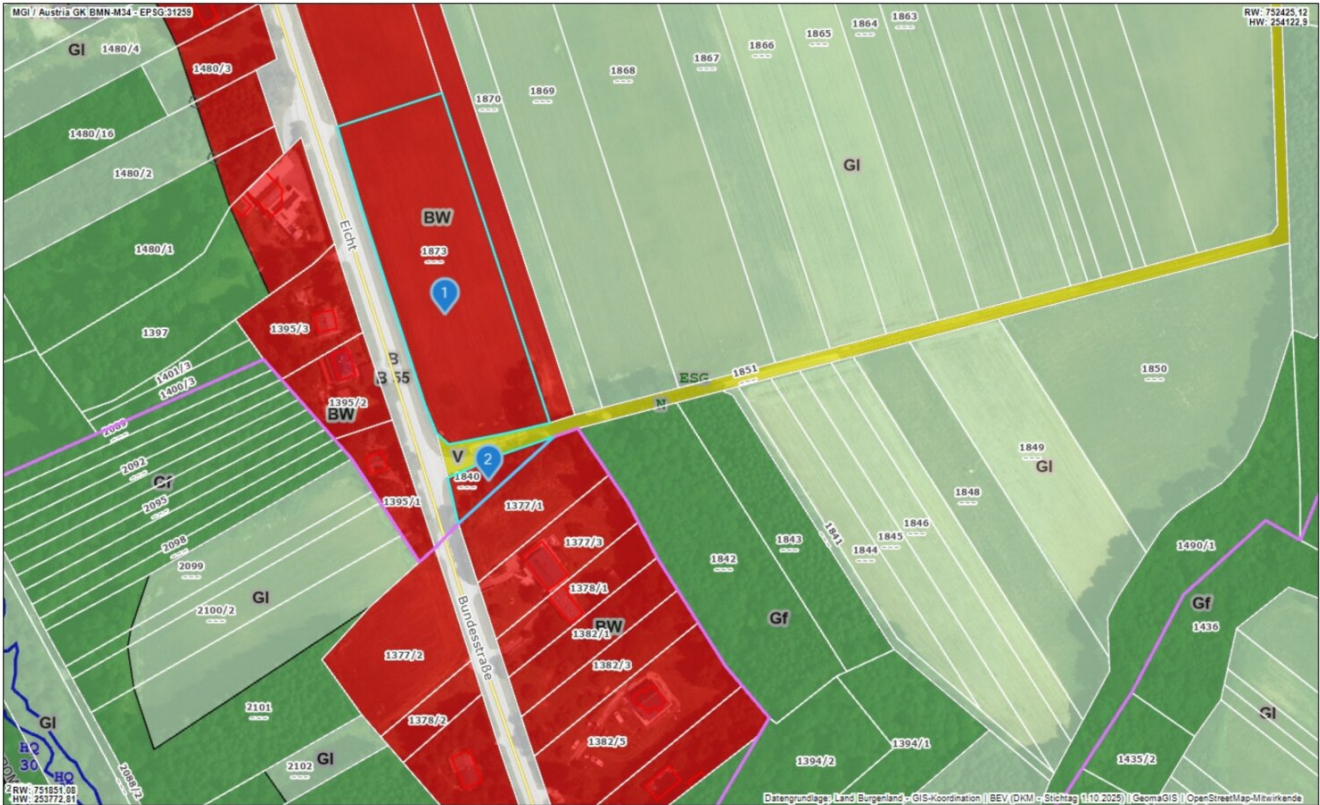 MGI / Austria GK BMN-M34 - EPSG:31259
RW: 752425,12
HW: 254122,9
Gl
1480/4
1480/3
1864
1863
1865
1866
1867
1868
1869
1870
1480/16
1480/2
Gl
BW
1873
1480/1
Eicht
1
1397
1395/3
1401/3
1400/3
B
B 55
1395/2
BW
ESG
1851
N
1850
2089
2092
Gf
2095
V
2
1840
1849
Gl
1395/1
1377/1
1848
2098
2099
1377/3
1843
1841
1846
1845
1844
1842
1490/1
Gl
2100/2
1378/1
Gf
Gf
1436
Bundesstraße
1382/1
BW
1377/2
1382/3
2101
1378/2
Gl
Gl
HQ
30
HQ
1382/5
1394/1
1394/2
1435/2
Gl
2102
2088/2
RW: 751851,08
HW: 253772,81
Datengrundlage: Land Burgenland - GIS-Koordination | BEV (DKM - Stichtag 1.10.2025) | GeomaGIS | OpenStreetMap-Mitwirkende